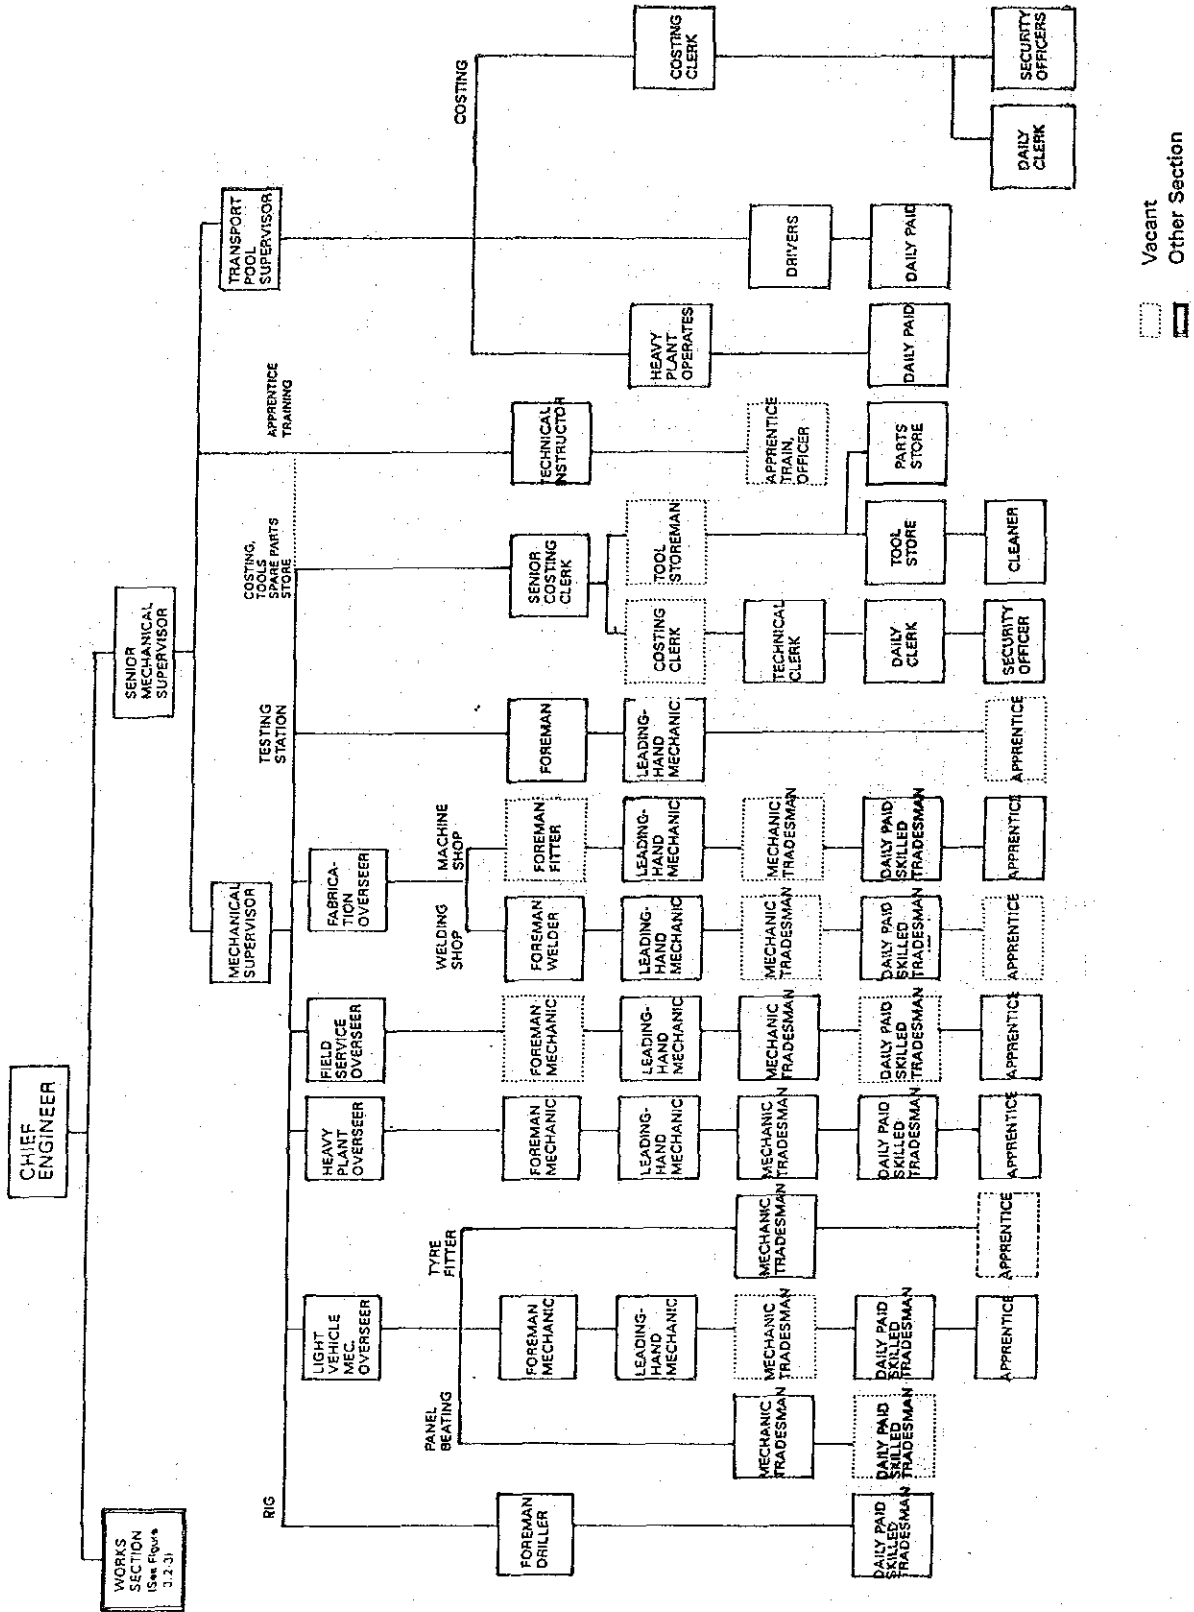 CHIEF
ENGINEER
WORKS
SECTION
(See Figure
3.2-3)
SENIOR
MECHANICAL
SUPERVISOR
MECHANICAL
SUPERVISOR
TRANSPORT
POOL
SUPERVISOR
RIG
TESTING
STATION
COSTING,
TOOLS
SPARE PARTS
STORE
APPRENTICE
TRAINING
LIGHT
VEHICLE
MEC.
OVERSEER
HEAVY
PLANT
OVERSEER
FIELD
SERVICE
OVERSEER
FABRICA-
TION
OVERSEER
PANEL
BEATING
TYRE
FITTER
WELDING
SHOP
MACHINE
SHOP
COSTING
FOREMAN
DRILLER
FOREMAN
MECHANIC
FOREMAN
MECHANIC
FOREMAN
MECHANIC
FOREMAN
WELDER
FOREMAN
FITTER
FOREMAN
SENIOR
COSTING
CLERK
TECHNICAL
INSTRUCTOR
LEADING-
HAND
MECHANIC
LEADING-
HAND
MECHANIC
LEADING-
HAND
MECHANIC
LEADING-
HAND
MECHANIC
LEADING-
HAND
MECHANIC
LEADING-
HAND
MECHANIC
COSTING
CLERK
TOOL
STOREMAN
HEAVY
PLANT
OPERATES
COSTING
CLERK
MECHANIC
TRADESMAN
MECHANIC
TRADESMAN
MECHANIC
TRADESMAN
MECHANIC
TRADESMAN
MECHANIC
TRADESMAN
MECHANIC
TRADESMAN
MECHANIC
TRADESMAN
TECHNICAL
CLERK
APPRENTICE
TRAIN,
OFFICER
DRIVERS
DAILY PAID
SKILLED
TRADESMAN
DAILY PAID
SKILLED
TRADESMAN
DAILY PAID
SKILLED
TRADESMAN
DAILY PAID
SKILLED
TRADESMAN
DAILY PAID
SKILLED
TRADESMAN
DAILY PAID
SKILLED
TRADESMAN
DAILY PAID
SKILLED
TRADESMAN
DAILY
CLERK
TOOL
STORE
PARTS
STORE
DAILY PAID
DAILY PAID
APPRENTICE
APPRENTICE
APPRENTICE
APPRENTICE
APPRENTICE
APPRENTICE
APPRENTICE
SECURITY
OFFICER
CLEANER
DAILY
CLERK
SECURITY
OFFICERS
Vacant
Other Section